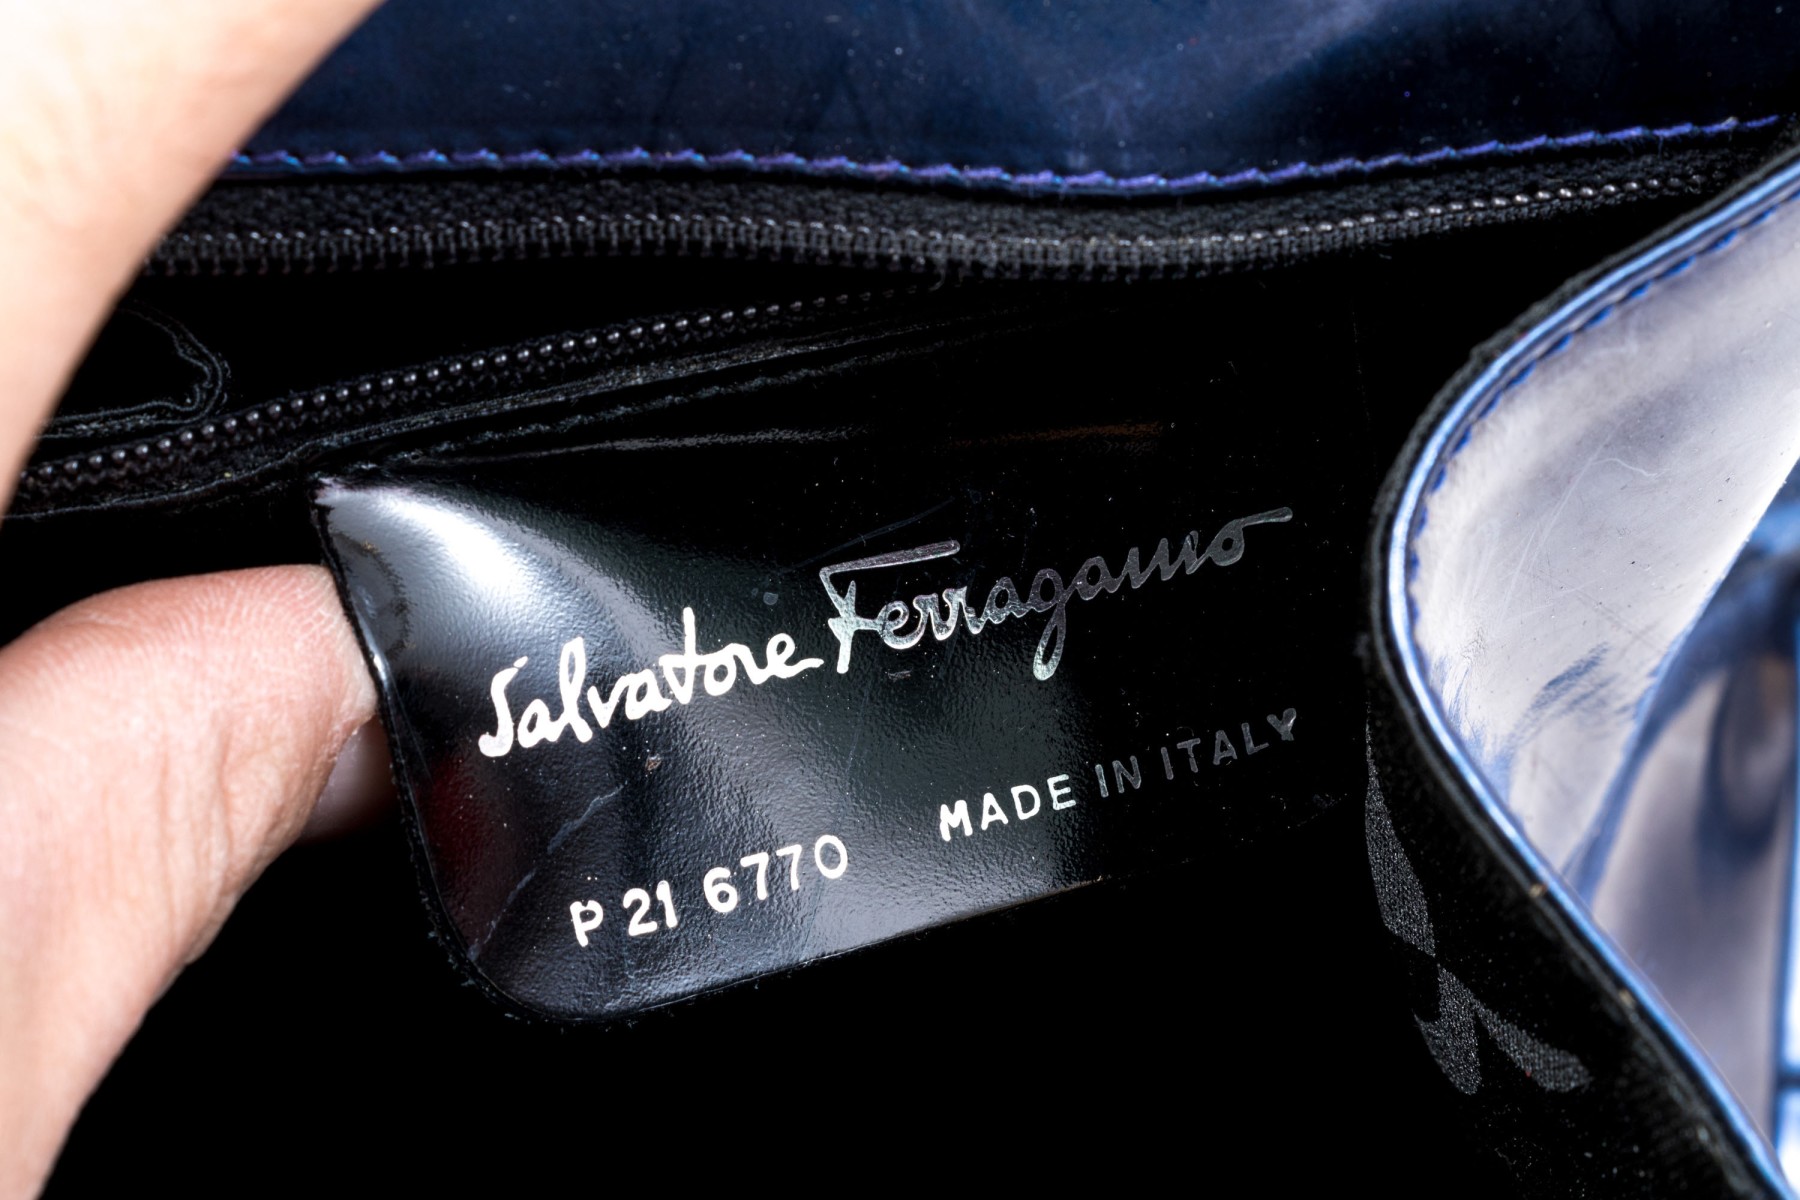 Salvatore Ferragamo
P 21 6770 MADE IN ITALY